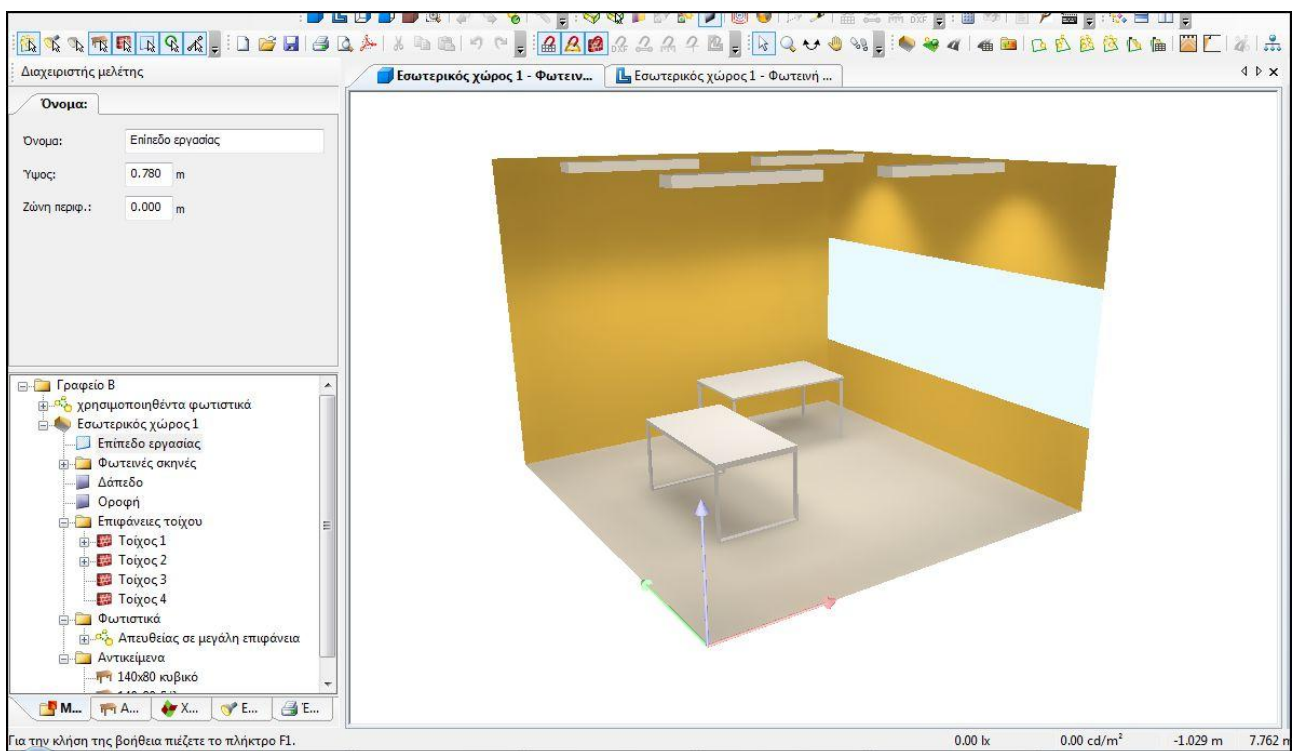 Διαχειριστής μελέτης
Εσωτερικός χώρος 1 - Φωτειν...
Εσωτερικός χώρος 1 - Φωτεινή ...
Όνομα:
Όνομα: Επίπεδο εργασίας
Ύψος: 0.780 m
Ζώνη περιφ.: 0.000 m
Γραφείο Β
χρησιμοποιηθέντα φωτιστικά
Εσωτερικός χώρος 1
Επίπεδο εργασίας
Φωτεινές σκηνές
Δάπεδο
Οροφή
Επιφάνειες τοίχου
Τοίχος 1
Τοίχος 2
Τοίχος 3
Τοίχος 4
Φωτιστικά
Απευθείας σε μεγάλη επιφάνεια
Αντικείμενα
140x80 κυβικό
Μ... Α... Χ... Ε... Έ...
Για την κλήση της βοήθεια πιέζετε το πλήκτρο F1. 0.00 lx 0.00 cd/m² -1.029 m 7.762